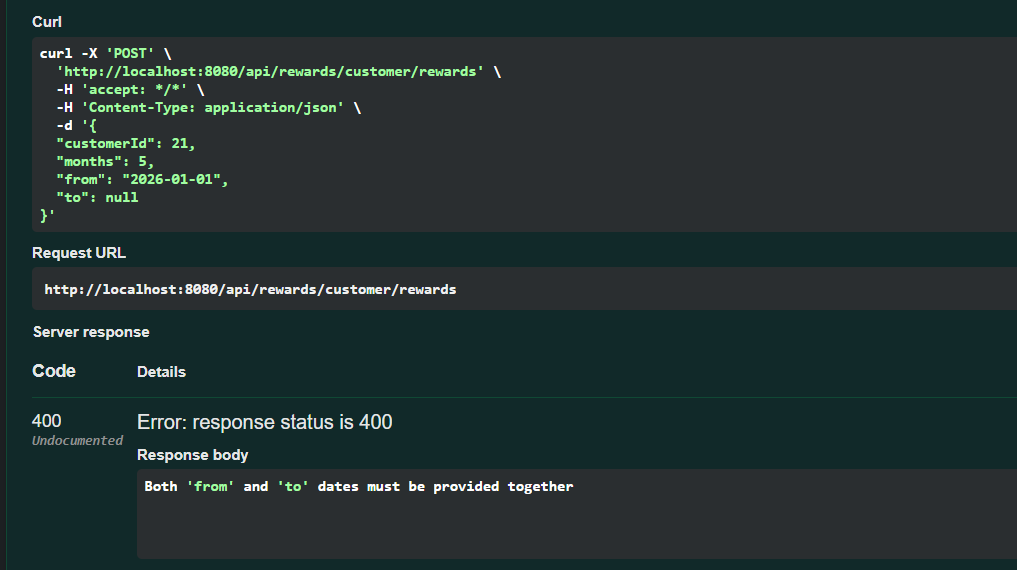 Curl
curl -X 'POST' \
  'http://localhost:8080/api/rewards/customer/rewards' \
  -H 'accept: */*' \
  -H 'Content-Type: application/json' \
  -d '{
  "customerId": 21,
  "months": 5,
  "from": "2026-01-01",
  "to": null
}'
Request URL
http://localhost:8080/api/rewards/customer/rewards
Server response
Code Details
400 Error: response status is 400
Undocumented
Response body
Both 'from' and 'to' dates must be provided together